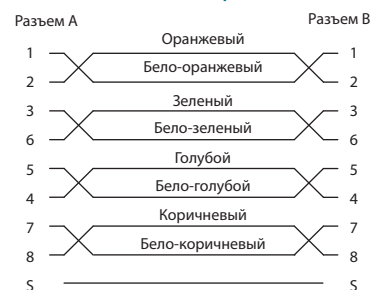 Разъем A Разъем B
Оранжевый
1 1
Бело-оранжевый
2 2
Зеленый
3 3
Бело-зеленый
6 6
Голубой
5 5
Бело-голубой
4 4
Коричневый
7 7
Бело-коричневый
8 8
S S